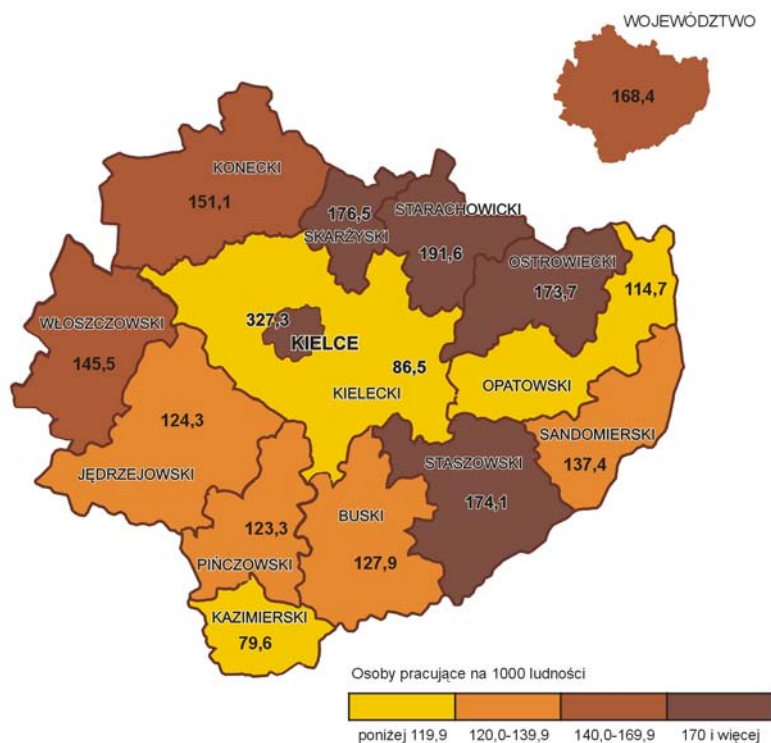 WOJEWÓDZTWO
168,4
KONECKI
151,1
176,5
SKARŻYSKI
STARACHOWICKI
191,6
OSTROWIECKI
173,7
114,7
WŁOSZCZOWSKI
145,5
327,3
KIELCE
86,5
KIELECKI
OPATOWSKI
124,3
JĘDRZEJOWSKI
SANDOMIERSKI
137,4
STASZOWSKI
174,1
BUSKI
127,9
123,3
PIŃCZOWSKI
KAZIMIERSKI
79,6
Osoby pracujące na 1000 ludności
poniżej 119,9 120,0-139,9 140,0-169,9 170 i więcej